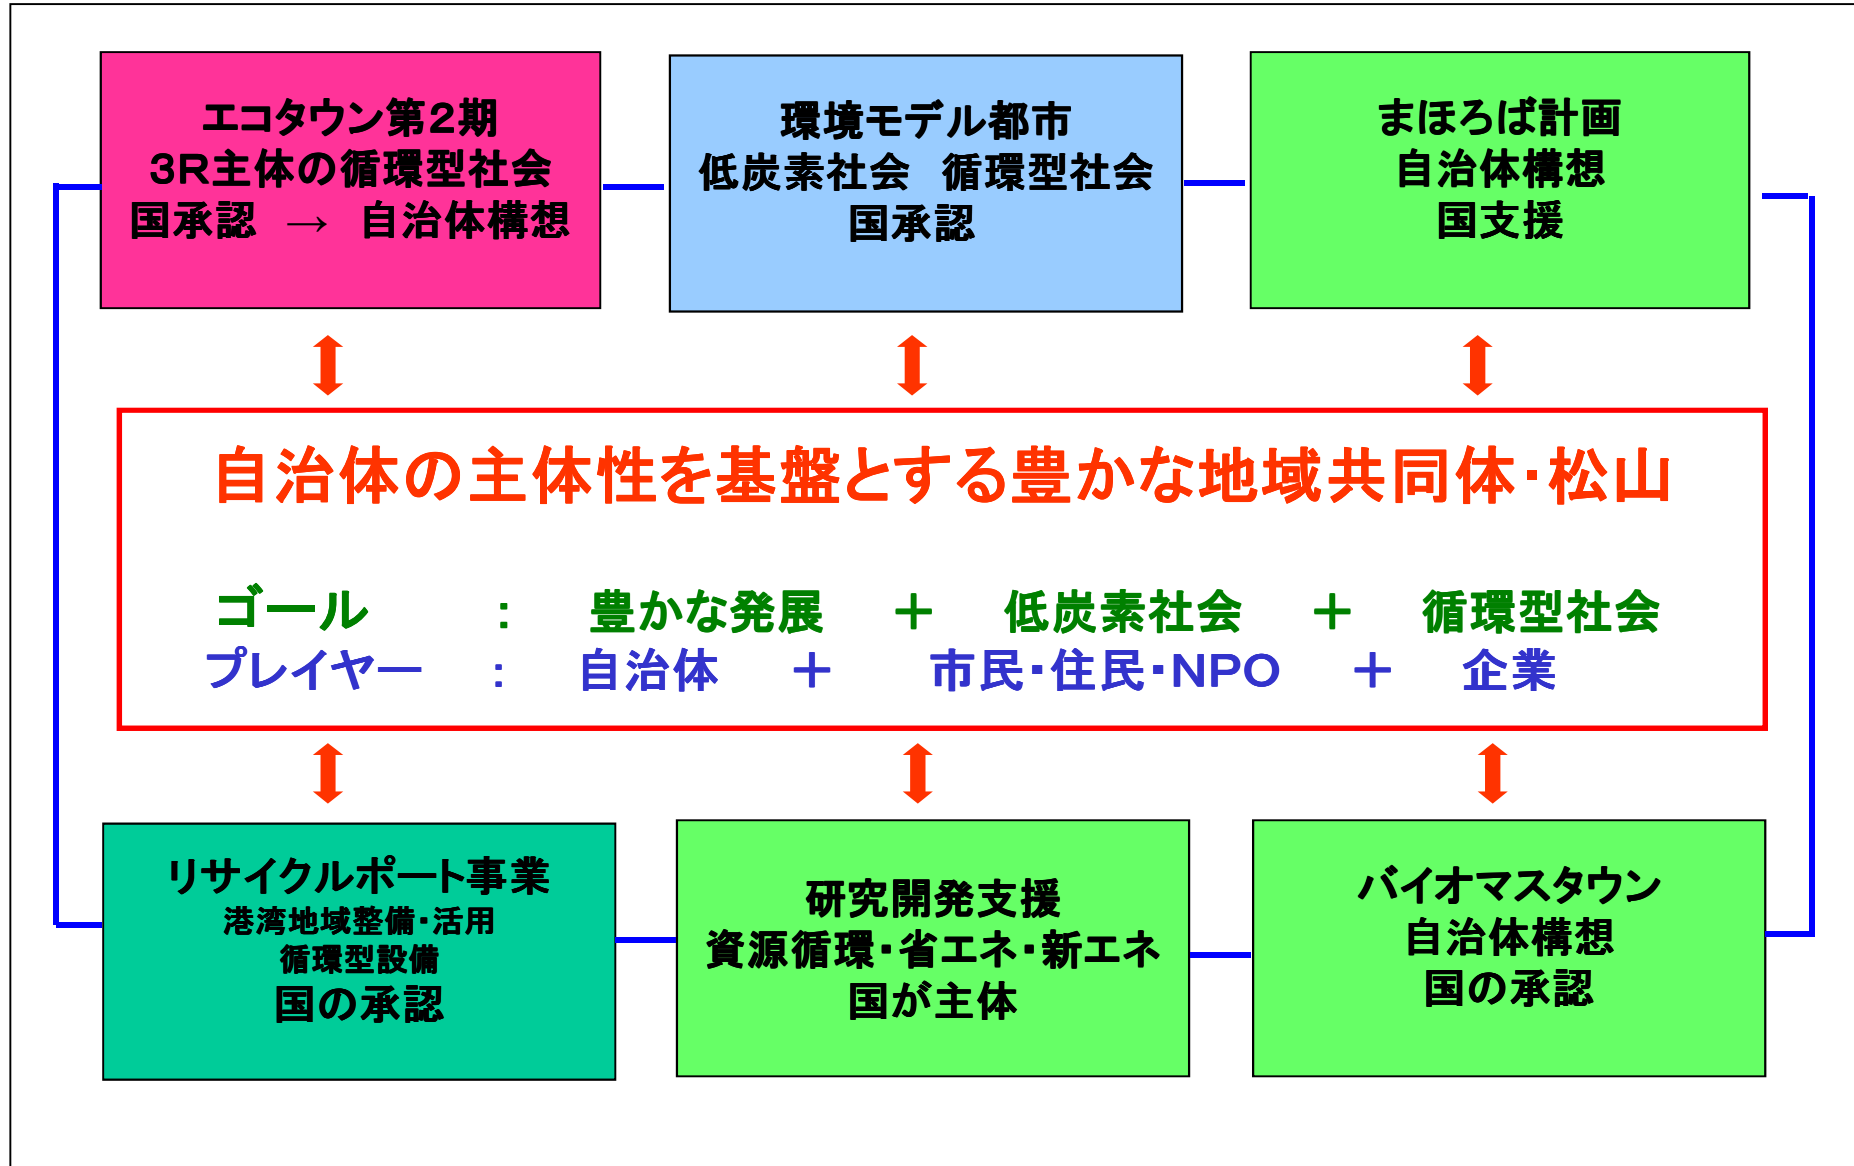 エコタウン第2期
3R主体の循環型社会
国承認 → 自治体構想
環境モデル都市
低炭素社会　循環型社会
国承認
まほろば計画
自治体構想
国支援
自治体の主体性を基盤とする豊かな地域共同体・松山
ゴール　：　豊かな発展　＋　低炭素社会　＋　循環型社会
プレイヤー　：　自治体　＋　市民・住民・NPO　＋　企業
リサイクルポート事業
港湾地域整備・活用
循環型設備
国の承認
研究開発支援
資源循環・省エネ・新エネ
国が主体
バイオマスタウン
自治体構想
国の承認